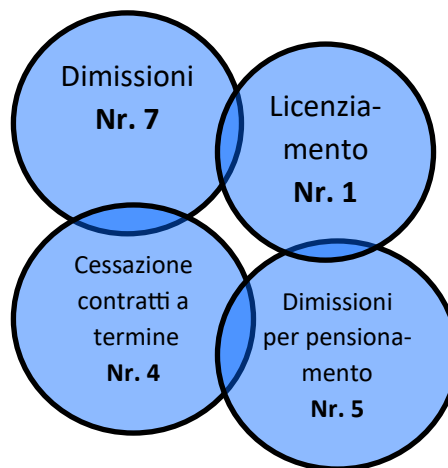 Dimissioni
Nr. 7
Licenzia-
mento
Nr. 1
Cessazione
contratti a
termine
Nr. 4
Dimissioni
per pensiona-
mento
Nr. 5